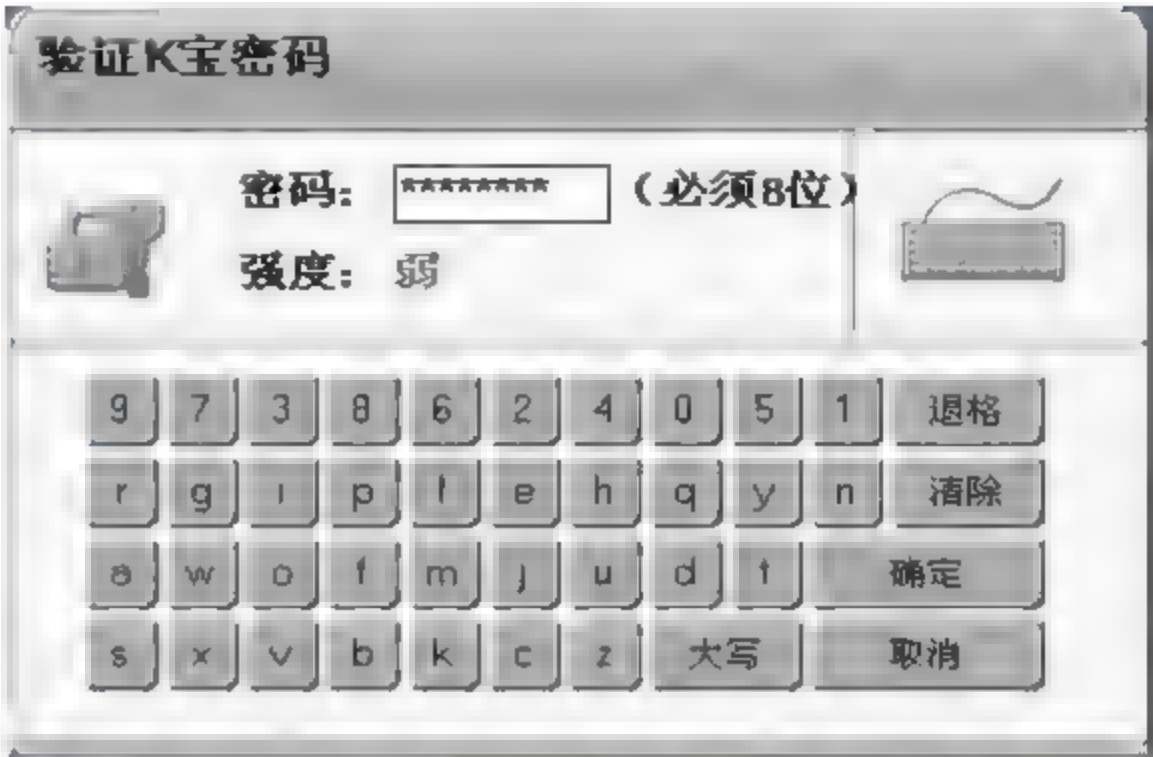 验证K宝密码
密码: ******** (必须8位)
强度: 弱
9 7 3 8 6 2 4 0 5 1 退格
r g i p l e h q y n 清除
a w o f m j u d t 确定
s x v b k c z 大写 取消